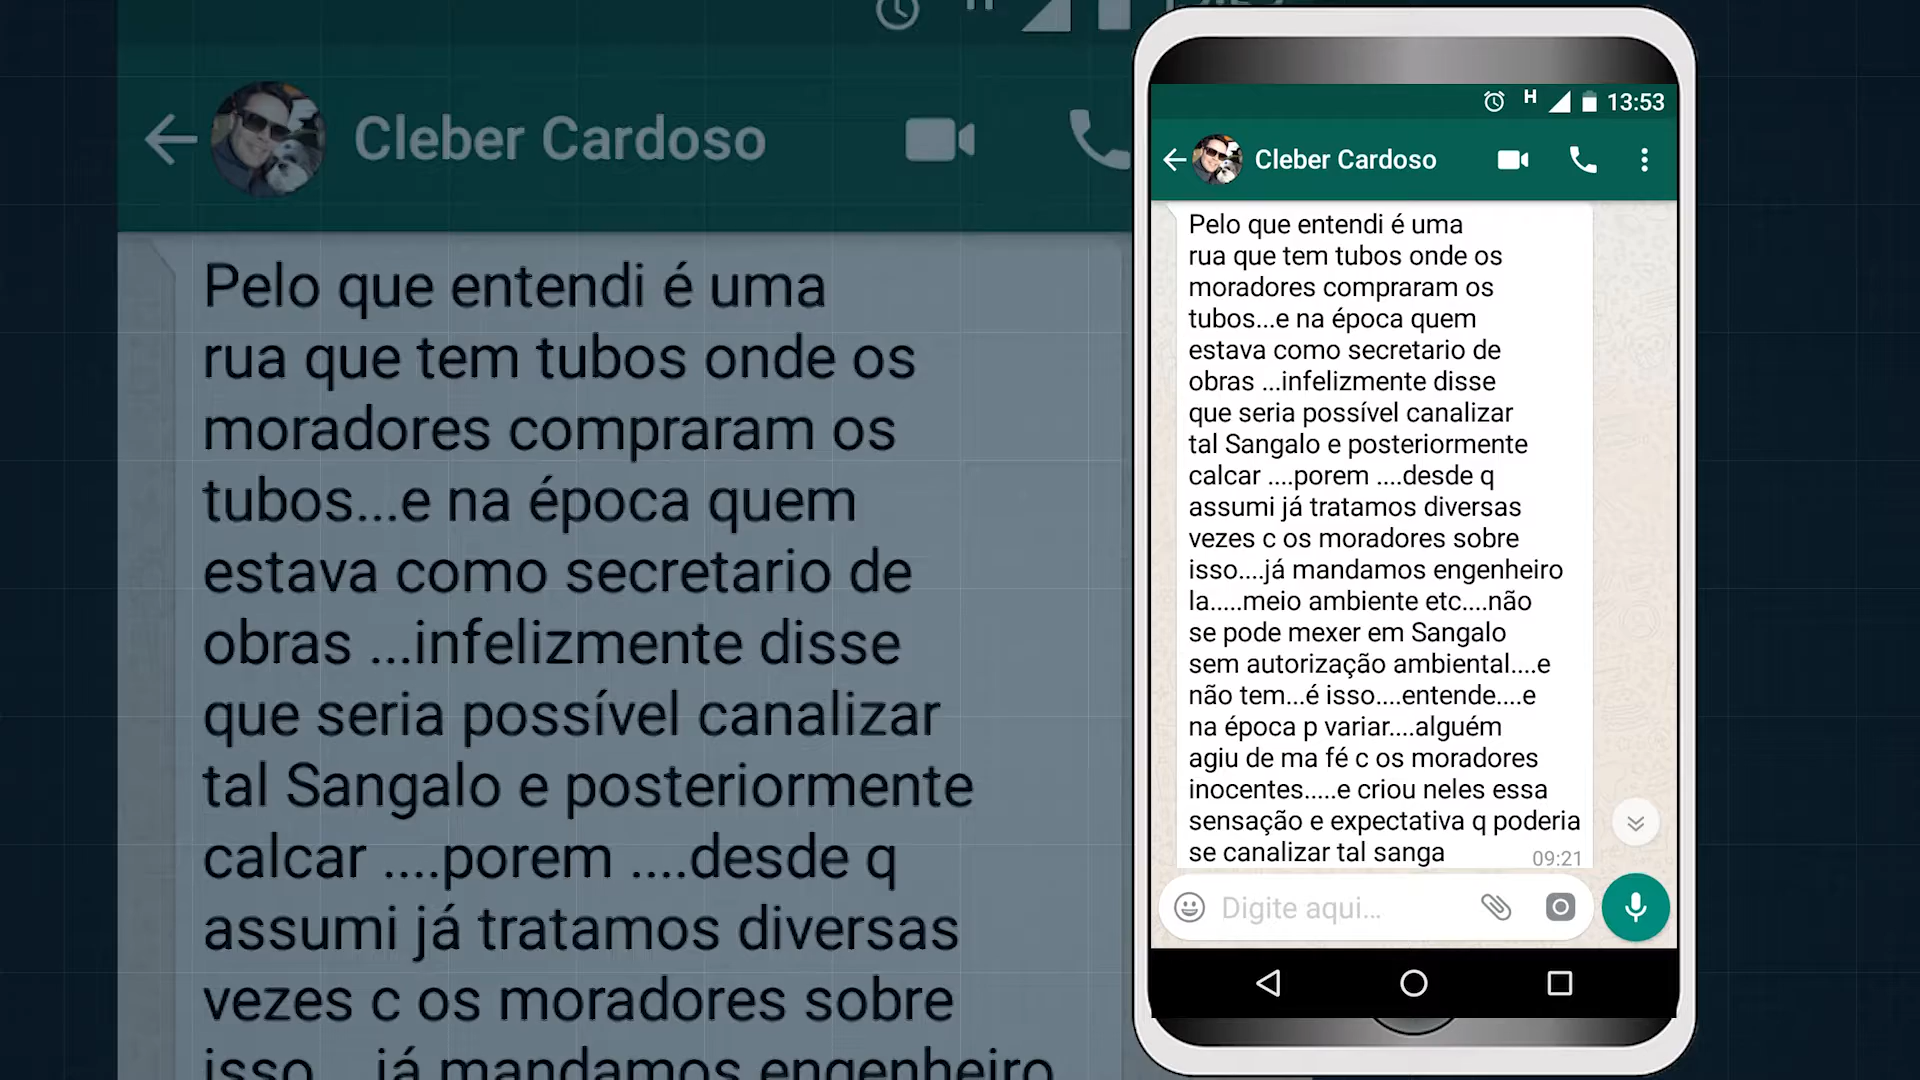 Cleber Cardoso
Pelo que entendi é uma
rua que tem tubos onde os
moradores compraram os
tubos...e na época quem
estava como secretario de
obras ...infelizmente disse
que seria possível canalizar
tal Sangalo e posteriormente
calcar ....porem ....desde q
assumi já tratamos diversas
vezes c os moradores sobre
isso....já mandamos engenheiro
H 13:53
Cleber Cardoso
Pelo que entendi é uma
rua que tem tubos onde os
moradores compraram os
tubos...e na época quem
estava como secretario de
obras ...infelizmente disse
que seria possível canalizar
tal Sangalo e posteriormente
calcar ....porem ....desde q
assumi já tratamos diversas
vezes c os moradores sobre
isso....já mandamos engenheiro
la.....meio ambiente etc....não
se pode mexer em Sangalo
sem autorização ambiental....e
não tem...é isso....entende....e
na época p variar....alguém
agiu de ma fé c os moradores
inocentes.....e criou neles essa
sensação e expectativa q poderia
se canalizar tal sanga
09:21
Digite aqui...